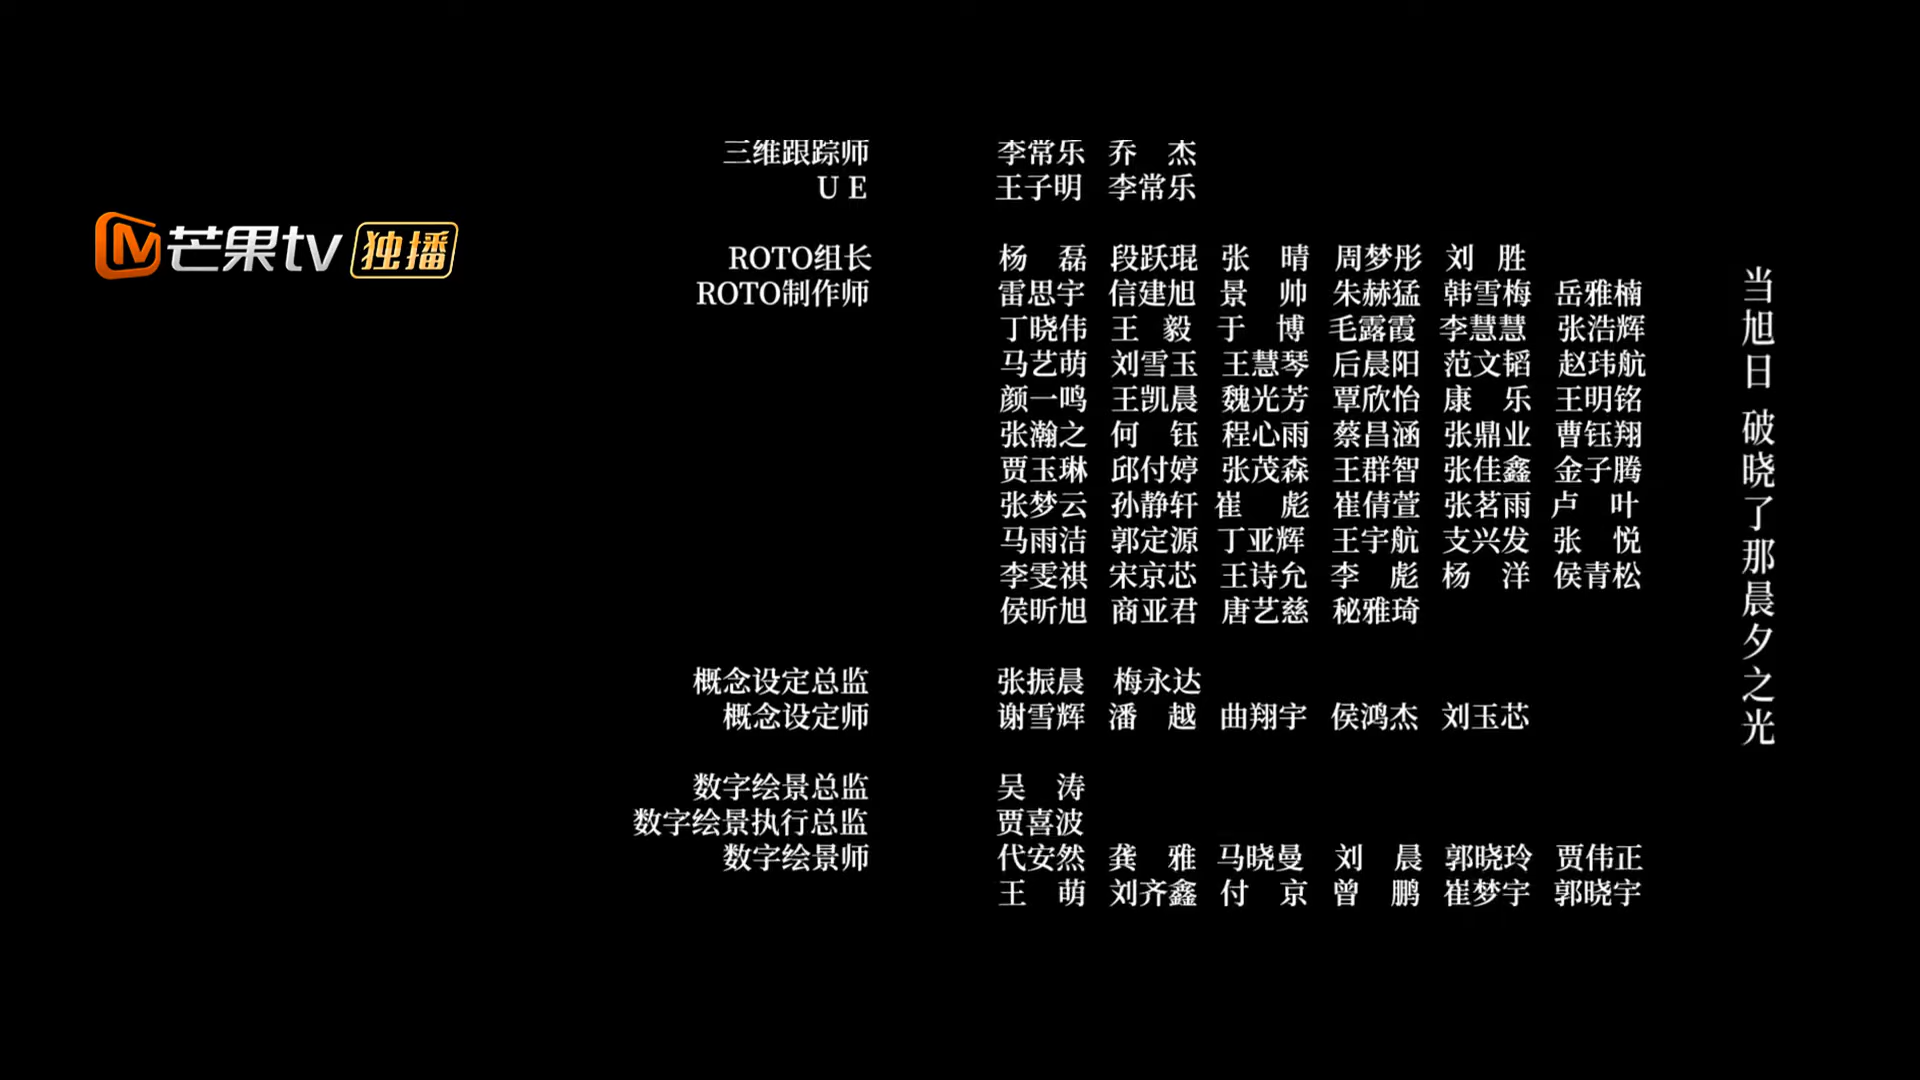 三维跟踪师 李常乐 乔 杰
UE 王子明 李常乐
芒果tv 独播
ROTO组长 杨 磊 段跃琨 张 晴 周梦彤 刘 胜
ROTO制作师 雷思宇 信建旭 景 帅 朱赫猛 韩雪梅 岳雅楠
丁晓伟 王 毅 于 博 毛露霞 李慧慧 张浩辉
马艺萌 刘雪玉 王慧琴 后晨阳 范文韬 赵玮航
颜一鸣 王凯晨 魏光芳 覃欣怡 康 乐 王明铭
张瀚之 何 钰 程心雨 蔡昌涵 张鼎业 曹钰翔
贾玉琳 邱付婷 张茂森 王群智 张佳鑫 金子腾
张梦云 孙静轩 崔 彪 崔倩萱 张茗雨 卢 叶
马雨洁 郭定源 丁亚辉 王宇航 支兴发 张 悦
李雯祺 宋京芯 王诗允 李 彪 杨 洋 侯青松
侯昕旭 商亚君 唐艺慈 秘雅琦
概念设定总监 张振晨 梅永达
概念设定师 谢雪辉 潘 越 曲翔宇 侯鸿杰 刘玉芯
数字绘景总监 吴 涛
数字绘景执行总监 贾喜波
数字绘景师 代安然 龚 雅 马晓曼 刘 晨 郭晓玲 贾伟正
王 萌 刘齐鑫 付 京 曾 鹏 崔梦宇 郭晓宇
当旭日 破晓了那晨夕之光